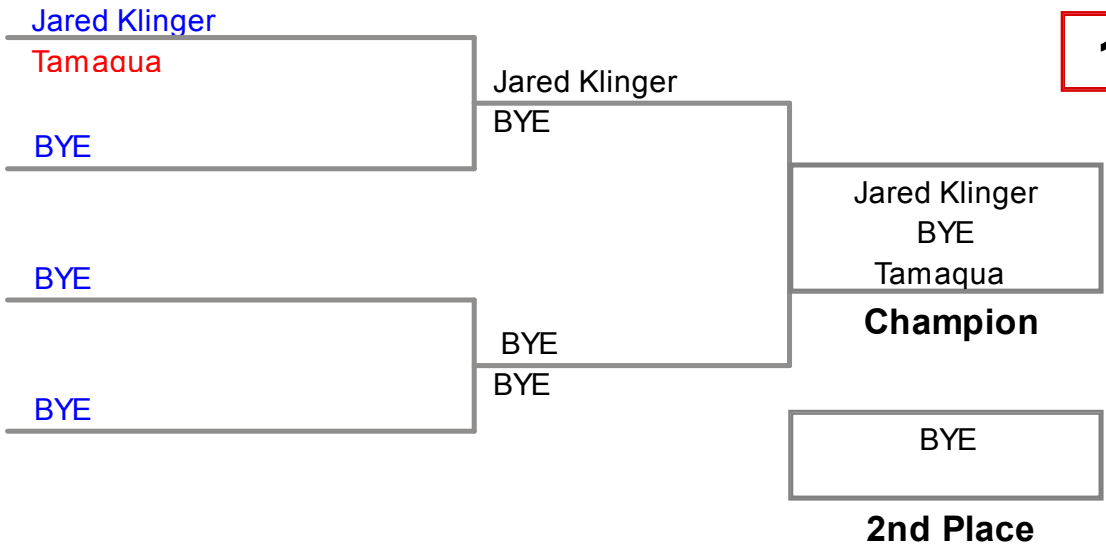 Jared Klinger
Tamaqua
BYE
BYE
BYE
Jared Klinger
BYE
BYE
BYE
Jared Klinger
BYE
Tamaqua
Champion
BYE
2nd Place